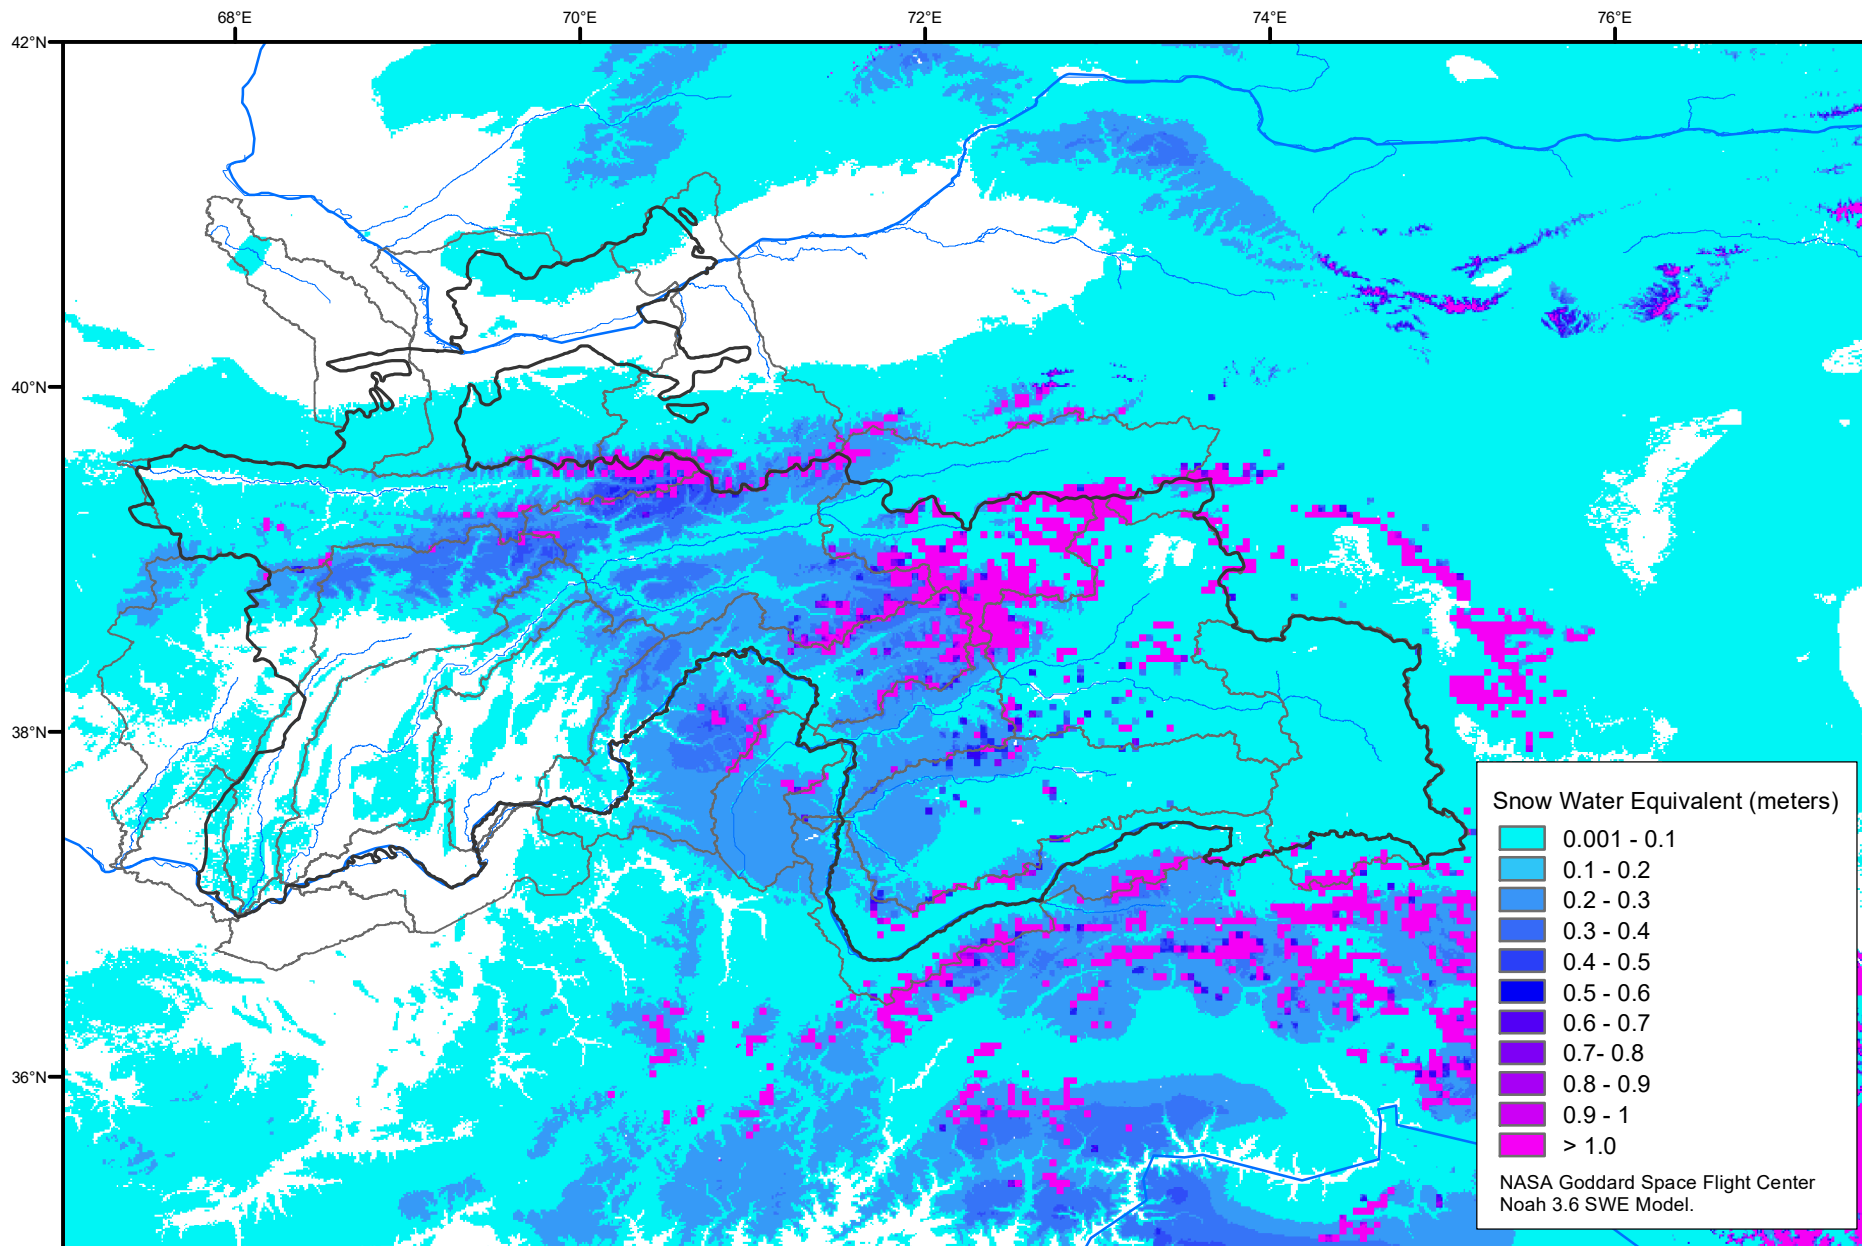 68°E 70°E 72°E 74°E 76°E
42°N
40°N
38°N
36°N
Snow Water Equivalent (meters)
0.001 - 0.1
0.1 - 0.2
0.2 - 0.3
0.3 - 0.4
0.4 - 0.5
0.5 - 0.6
0.6 - 0.7
0.7- 0.8
0.8 - 0.9
0.9 - 1
> 1.0
NASA Goddard Space Flight Center
Noah 3.6 SWE Model.